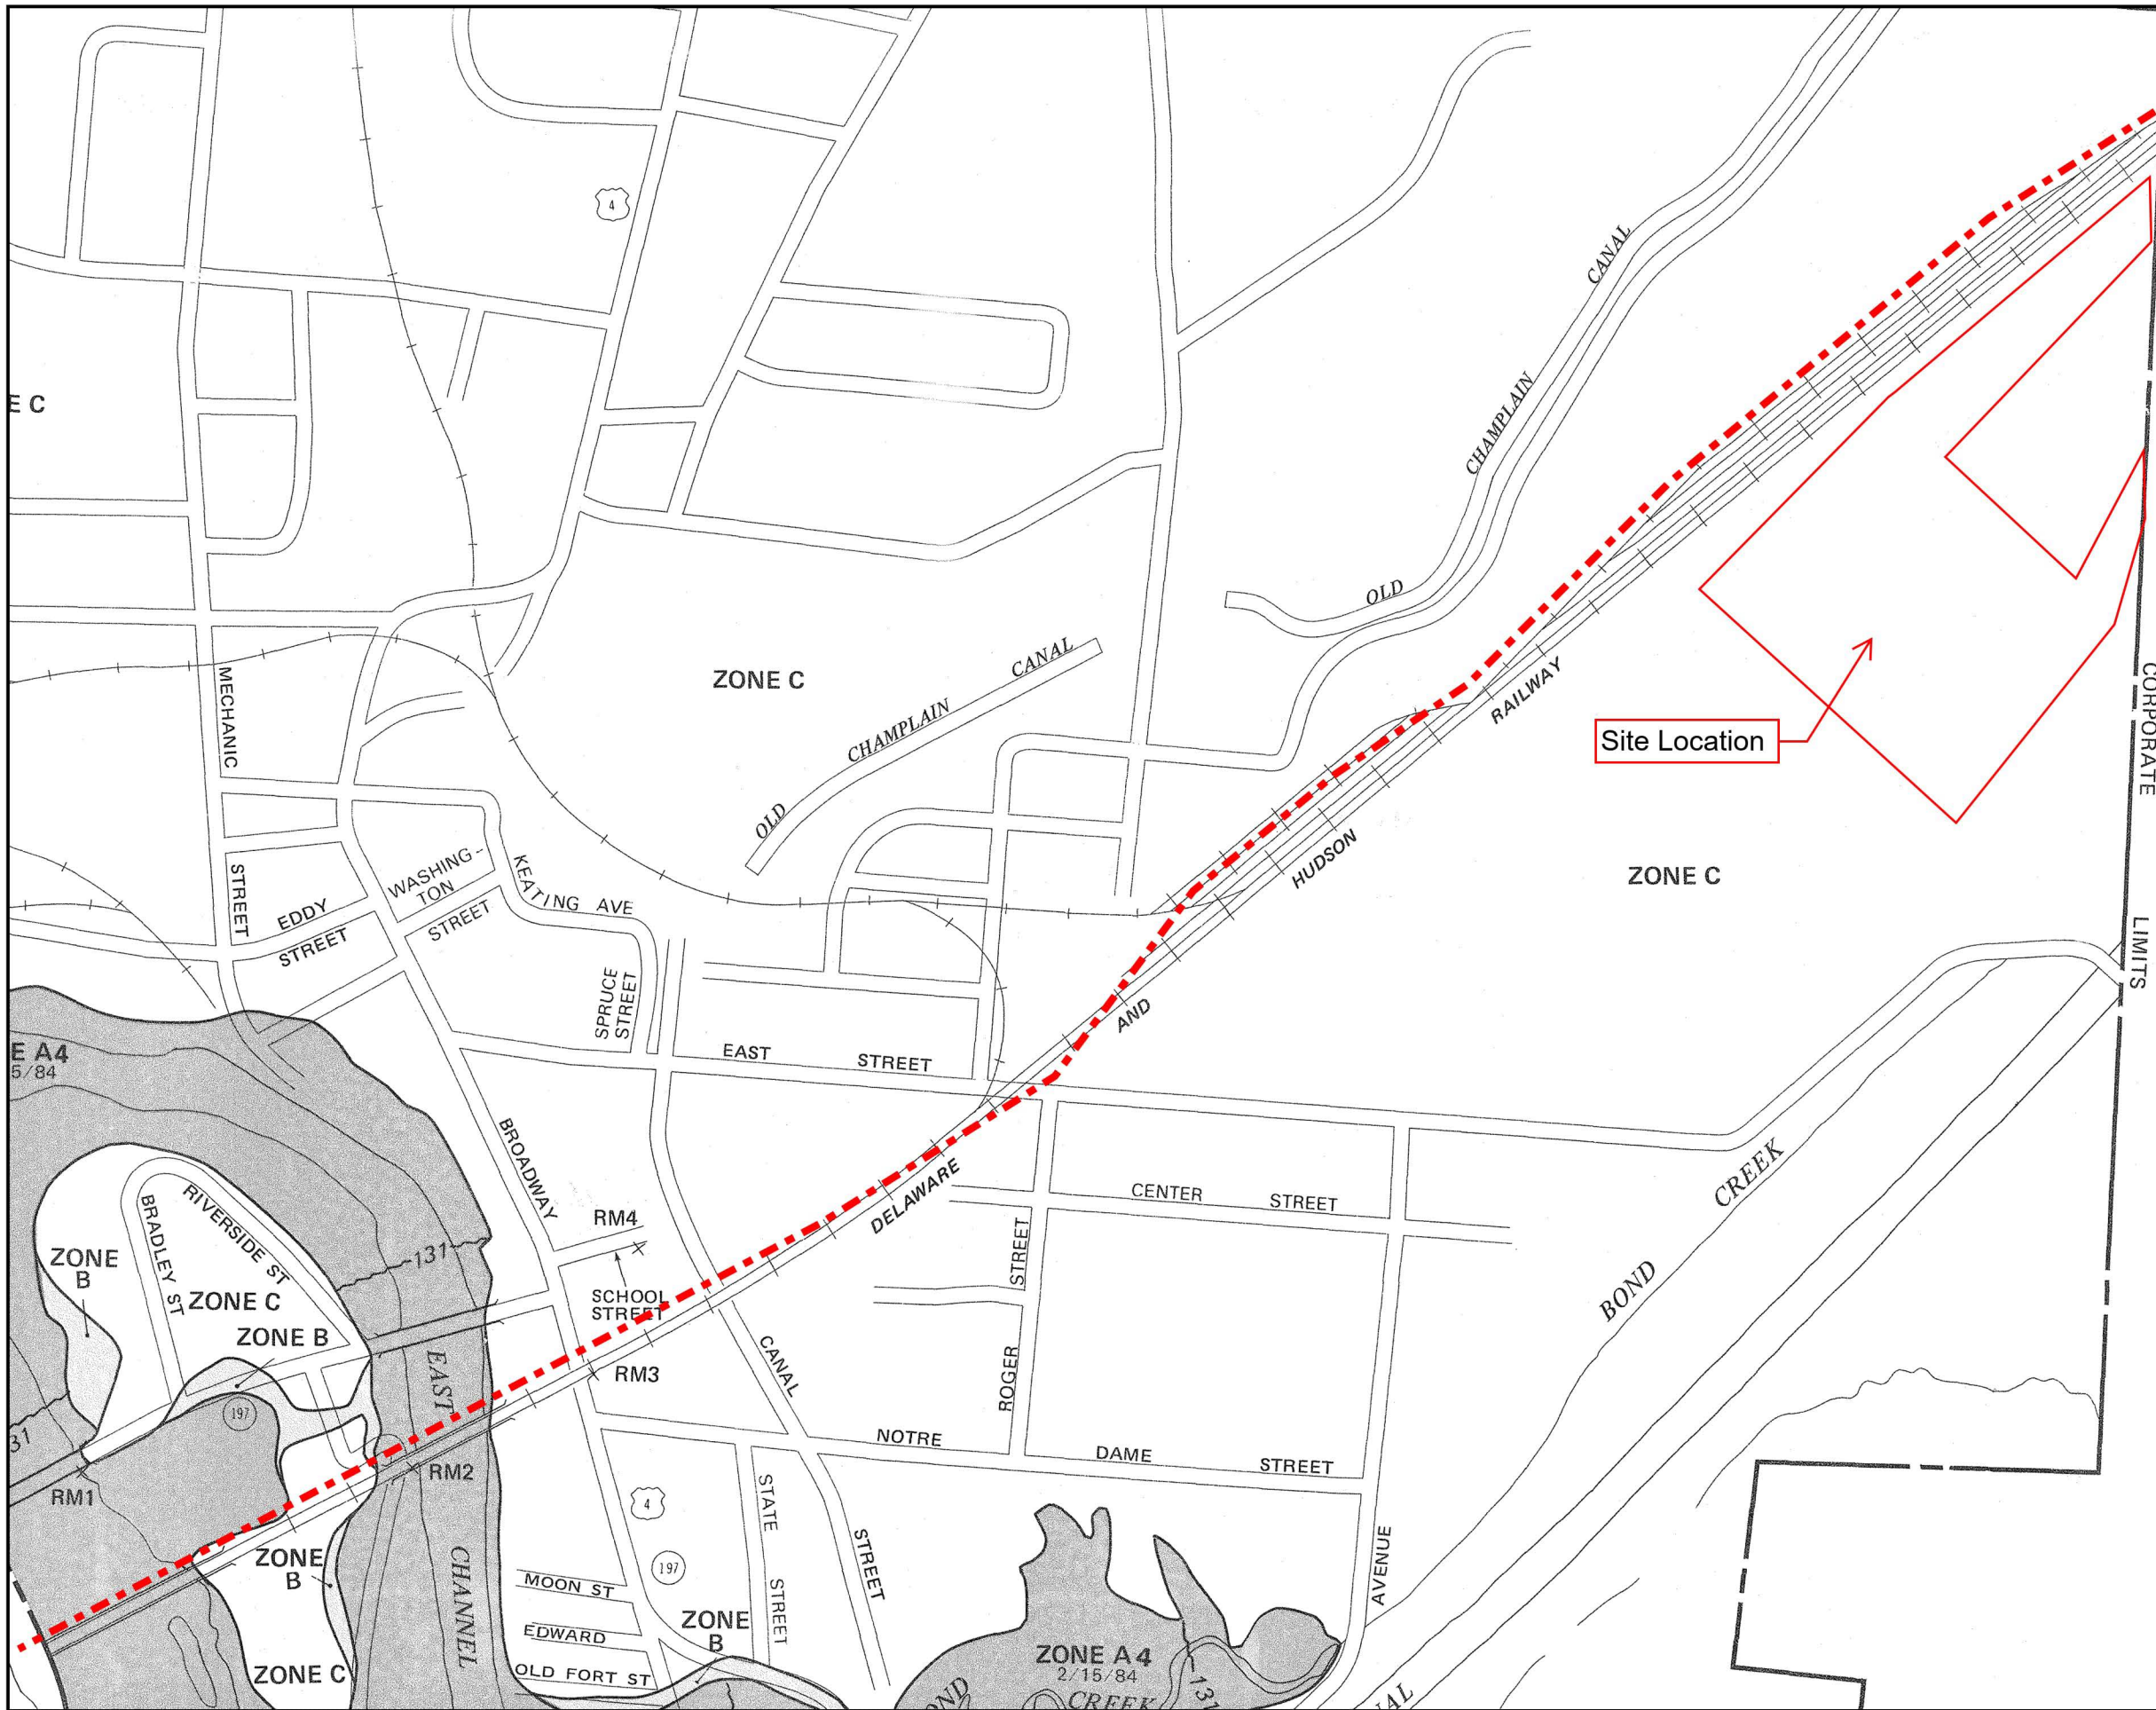 4
CANAL
CHAMPLAIN
OLD
E C
ZONE C
CANAL
CHAMPLAIN
OLD
RAILWAY
HUDSON
AND
DELAWARE
Site Location
CORPORATE
LIMITS
ZONE C
MECHANIC
STREET
EDDY
STREET
WASHING-
TON
STREET
KEATING AVE
SPRUCE
STREET
EAST STREET
E A4
5/84
BROADWAY
RIVERSIDE ST
BRADLEY ST
ZONE
B
ZONE C
ZONE B
131
RM4
SCHOOL
STREET
RM3
CENTER STREET
ROGER STREET
CANAL
STREET
BOND CREEK
197
EAST
CHANNEL
31
RM1
RM2
NOTRE DAME STREET
4
STATE
STREET
197
AVENUE
ZONE
B
ZONE C
MOON ST
EDWARD
OLD FORT ST
ZONE
B
ZONE A4
2/15/84
OND
CREEK
131
NAL